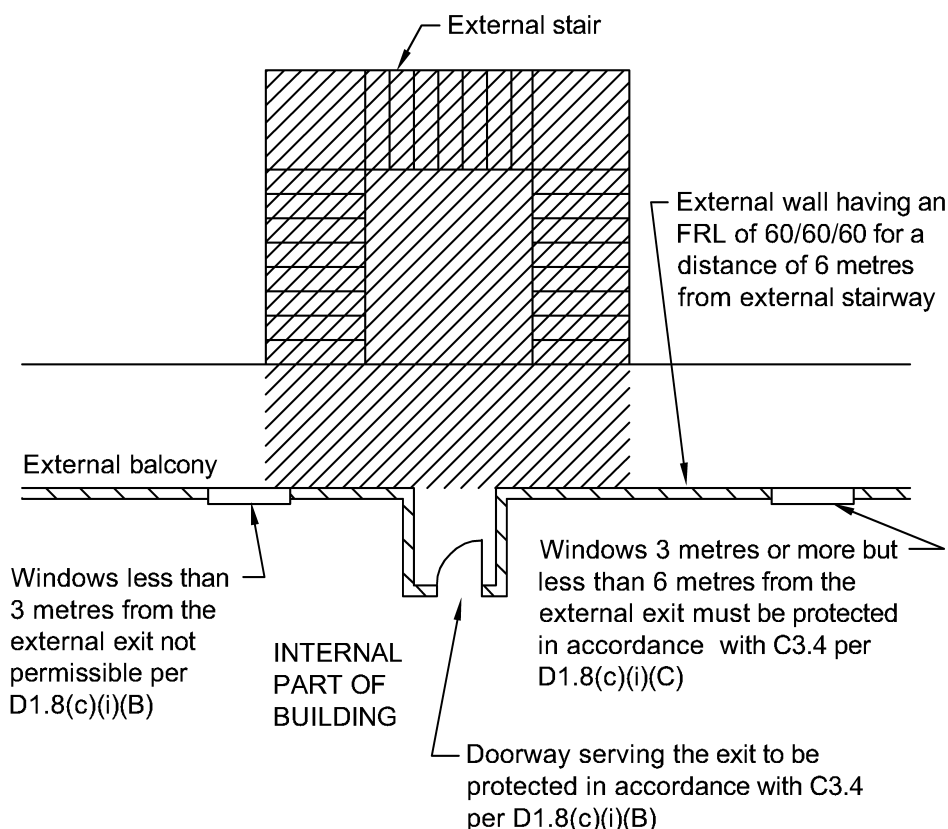 External stair
External wall having an
FRL of 60/60/60 for a
distance of 6 metres
from external stairway
External balcony
Windows less than
3 metres from the
external exit not
permissible per
D1.8(c)(i)(B)
INTERNAL
PART OF
BUILDING
Windows 3 metres or more but
less than 6 metres from the
external exit must be protected
in accordance with C3.4 per
D1.8(c)(i)(C)
Doorway serving the exit to be
protected in accordance with C3.4
per D1.8(c)(i)(B)